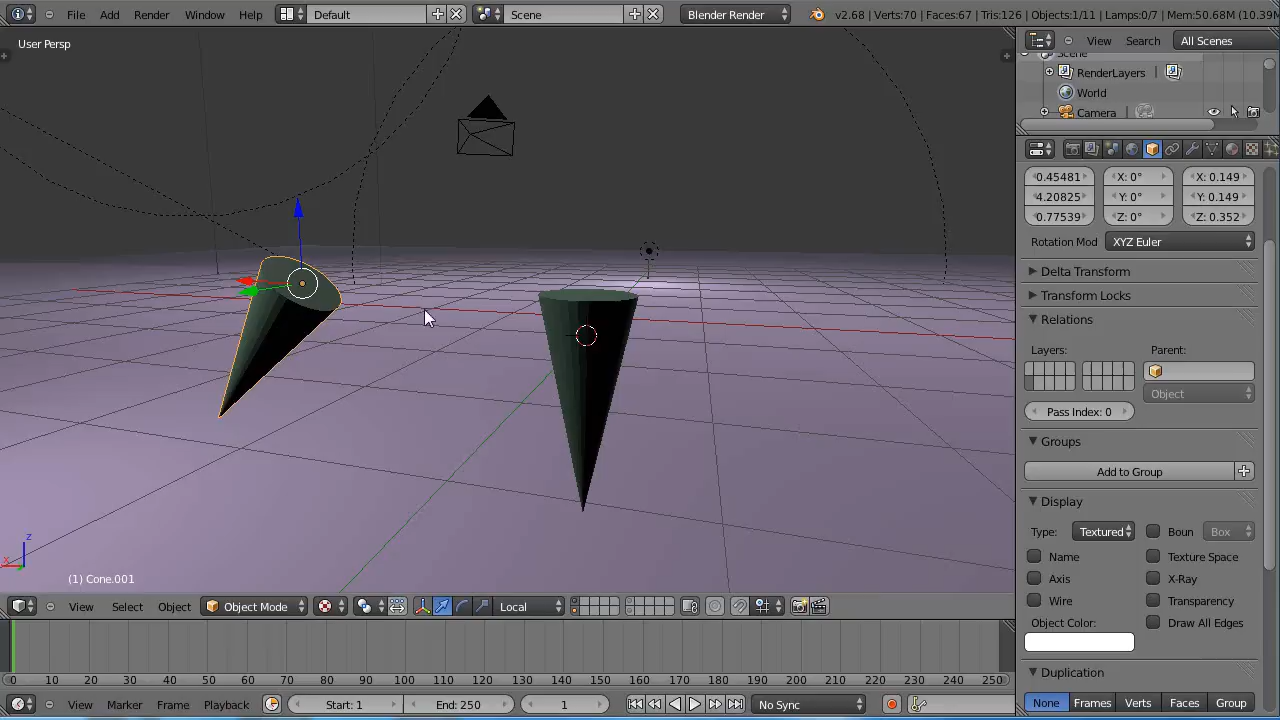 File Add Render Window Help Default Scene Blender Render v2.68 | Verts:70 | Faces:67 | Tris:126 | Objects:1/11 | Lamps:0/7 | Mem:50.68M (10.39M
User Persp
View Search All Scenes
Scene
RenderLayers
World
Camera
0.45481 X: 0° X: 0.149
4.20825 Y: 0° Y: 0.149
0.77539 Z: 0° Z: 0.352
Rotation Mod XYZ Euler
Delta Transform
Transform Locks
Relations
Layers: Parent:
Object
Pass Index: 0
Groups
Add to Group
Display
Type: Textured Boun Box
Name Texture Space
Axis X-Ray
Wire Transparency
Object Color: Draw All Edges
Duplication
None Frames Verts Faces Group
z
x
(1) Cone.001
View Select Object Object Mode Local
0 10 20 30 40 50 60 70 80 90 100 110 120 130 140 150 160 170 180 190 200 210 220 230 240 250
View Marker Frame Playback Start: 1 End: 250 1 No Sync